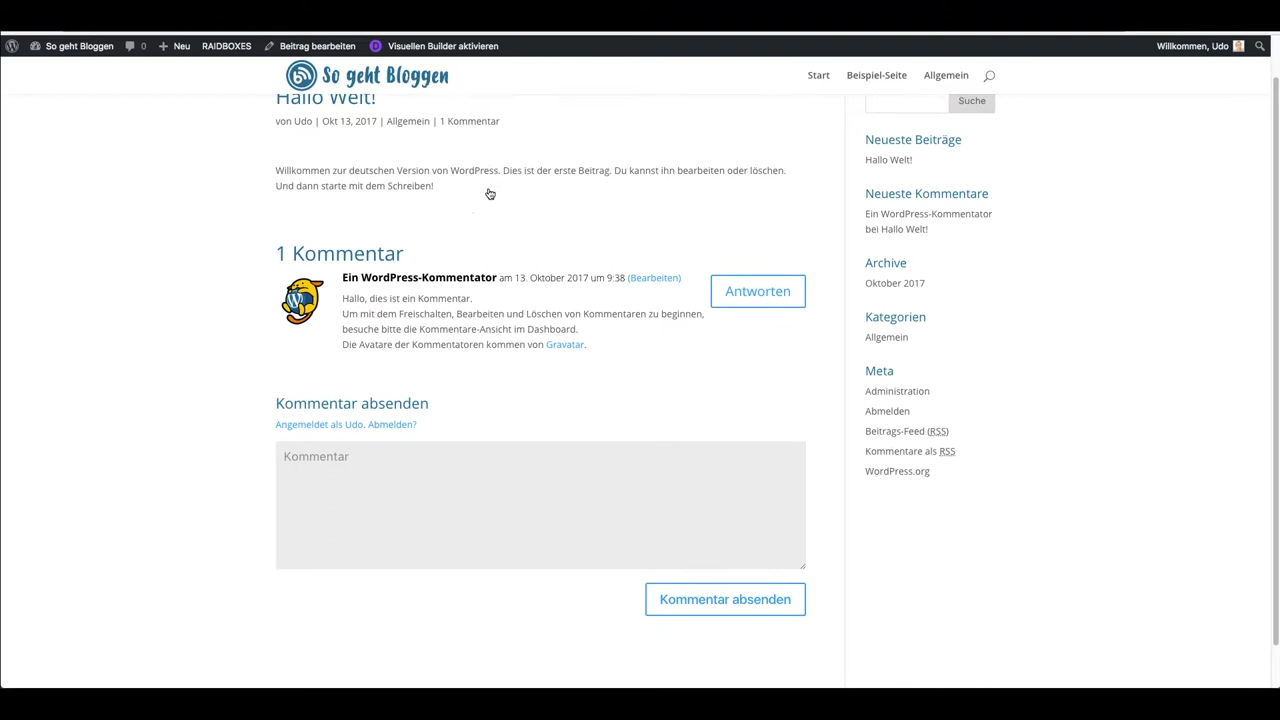 So geht Bloggen 0 Neu RAIDBOXES Beitrag bearbeiten D Visuellen Builder aktivieren Willkommen, Udo
So geht Bloggen Start Beispiel-Seite Allgemein
Hallo Welt!
von Udo | Okt 13, 2017 | Allgemein | 1 Kommentar
Willkommen zur deutschen Version von WordPress. Dies ist der erste Beitrag. Du kannst ihn bearbeiten oder löschen.
Und dann starte mit dem Schreiben!
1 Kommentar
Ein WordPress-Kommentator am 13. Oktober 2017 um 9:38 (Bearbeiten)
Antworten
Hallo, dies ist ein Kommentar.
Um mit dem Freischalten, Bearbeiten und Löschen von Kommentaren zu beginnen,
besuche bitte die Kommentare-Ansicht im Dashboard.
Die Avatare der Kommentatoren kommen von Gravatar.
Kommentar absenden
Angemeldet als Udo. Abmelden?
Kommentar
Kommentar absenden
Suche
Neueste Beiträge
Hallo Welt!
Neueste Kommentare
Ein WordPress-Kommentator
bei Hallo Welt!
Archive
Oktober 2017
Kategorien
Allgemein
Meta
Administration
Abmelden
Beitrags-Feed (RSS)
Kommentare als RSS
WordPress.org